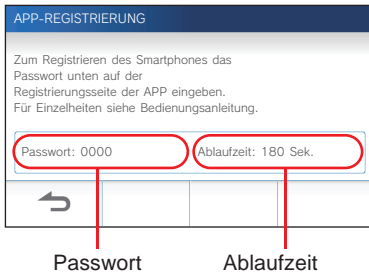 APP-REGISTRIERUNG
Zum Registrieren des Smartphones das
Passwort unten auf der
Registrierungsseite der APP eingeben.
Für Einzelheiten siehe Bedienungsanleitung.
Passwort: 0000 Ablaufzeit: 180 Sek.
Passwort Ablaufzeit